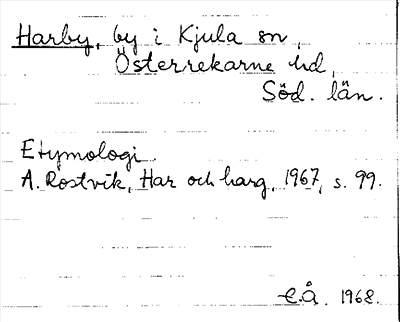 Harby, by i Kjula sn,
Österrekarne hd,
Söd. län.
Etymologi
A. Rostvik, Har och harg, 1967, s. 99.
E.Å. 1968.